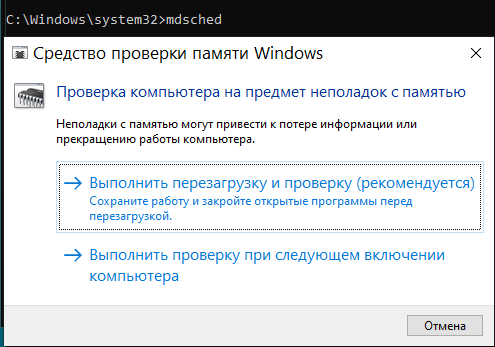 C:\Windows\system32>mdsched
Средство проверки памяти Windows
Проверка компьютера на предмет неполадок с памятью
Неполадки с памятью могут привести к потере информации или
прекращению работы компьютера.
Выполнить перезагрузку и проверку (рекомендуется)
Сохраните работу и закройте открытые программы перед
перезагрузкой.
Выполнить проверку при следующем включении
компьютера
Отмена